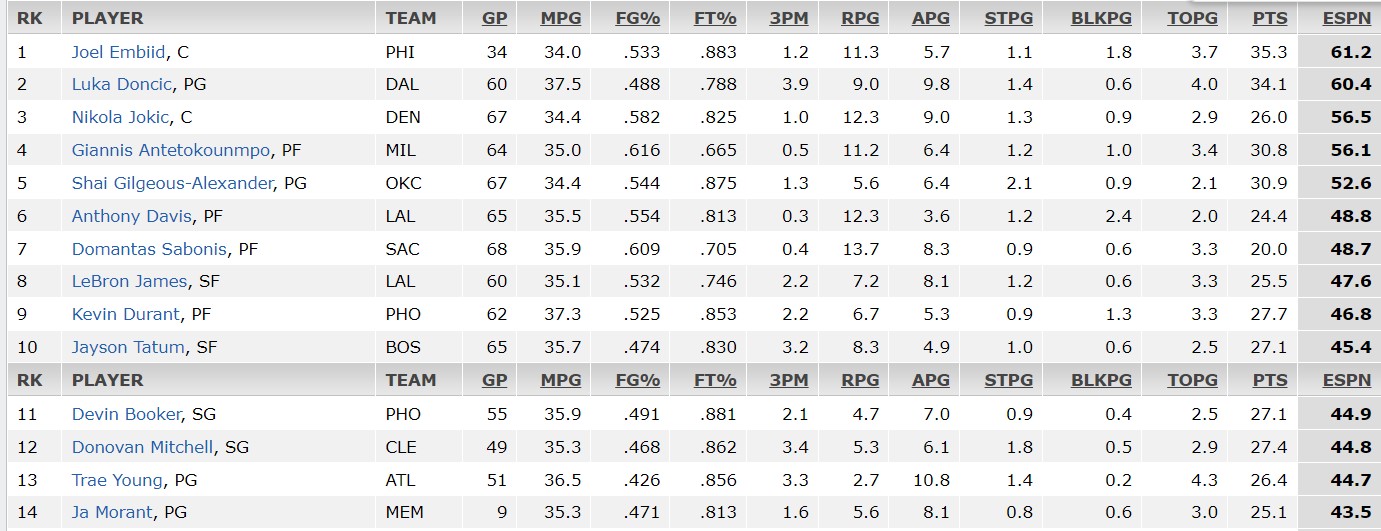 RK PLAYER TEAM GP MPG FG% FT% 3PM RPG APG STPG BLKPG TOPG PTS ESPN
1 Joel Embiid, C PHI 34 34.0 .533 .883 1.2 11.3 5.7 1.1 1.8 3.7 35.3 61.2
2 Luka Doncic, PG DAL 60 37.5 .488 .788 3.9 9.0 9.8 1.4 0.6 4.0 34.1 60.4
3 Nikola Jokic, C DEN 67 34.4 .582 .825 1.0 12.3 9.0 1.3 0.9 2.9 26.0 56.5
4 Giannis Antetokounmpo, PF MIL 64 35.0 .616 .665 0.5 11.2 6.4 1.2 1.0 3.4 30.8 56.1
5 Shai Gilgeous-Alexander, PG OKC 67 34.4 .544 .875 1.3 5.6 6.4 2.1 0.9 2.1 30.9 52.6
6 Anthony Davis, PF LAL 65 35.5 .554 .813 0.3 12.3 3.6 1.2 2.4 2.0 24.4 48.8
7 Domantas Sabonis, PF SAC 68 35.9 .609 .705 0.4 13.7 8.3 0.9 0.6 3.3 20.0 48.7
8 LeBron James, SF LAL 60 35.1 .532 .746 2.2 7.2 8.1 1.2 0.6 3.3 25.5 47.6
9 Kevin Durant, PF PHO 62 37.3 .525 .853 2.2 6.7 5.3 0.9 1.3 3.3 27.7 46.8
10 Jayson Tatum, SF BOS 65 35.7 .474 .830 3.2 8.3 4.9 1.0 0.6 2.5 27.1 45.4
RK PLAYER TEAM GP MPG FG% FT% 3PM RPG APG STPG BLKPG TOPG PTS ESPN
11 Devin Booker, SG PHO 55 35.9 .491 .881 2.1 4.7 7.0 0.9 0.4 2.5 27.1 44.9
12 Donovan Mitchell, SG CLE 49 35.3 .468 .862 3.4 5.3 6.1 1.8 0.5 2.9 27.4 44.8
13 Trae Young, PG ATL 51 36.5 .426 .856 3.3 2.7 10.8 1.4 0.2 4.3 26.4 44.7
14 Ja Morant, PG MEM 9 35.3 .471 .813 1.6 5.6 8.1 0.8 0.6 3.0 25.1 43.5